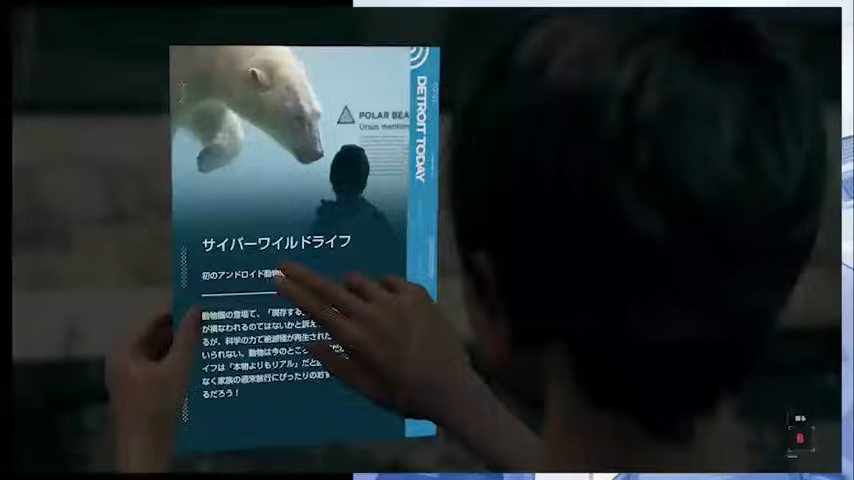 DETROIT TODAY
POLAR BEA
Ursus maritim
サイバーワイルドライフ
初のアンドロイド動物
動物園の登場で、「現存する
が損なわれるのではないかと訴え
るが、科学の力で絶滅種が再生された
いられない。動物は今のところ
イフは「本物よりもリアル」だと
なく家族の週末旅行にぴったりのお
るだろう！
戻る
B